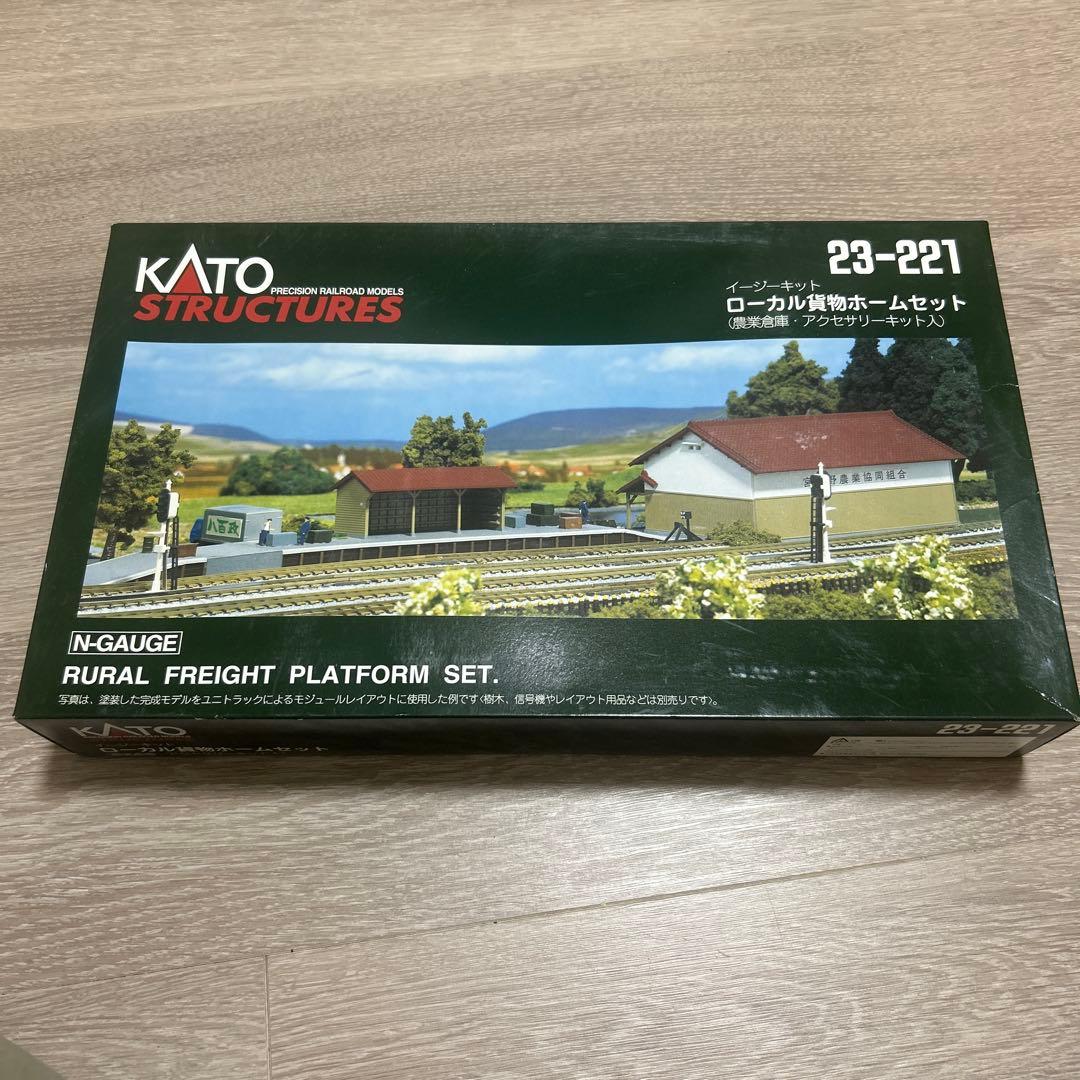 KATO
PRECISION RAILROAD MODELS
STRUCTURES
23-221
イージーキット
ローカル貨物ホームセット
(農業倉庫・アクセサリーキット入)
八百政
農業協同組合
N-GAUGE
RURAL FREIGHT PLATFORM SET.
写真は、塗装した完成モデルをユニトラックによるモジュールレイアウトに使用した例です〈樹木、信号機やレイアウト用品などは別売りです〉。
KATO
ローカル貨物ホームセット
23-221